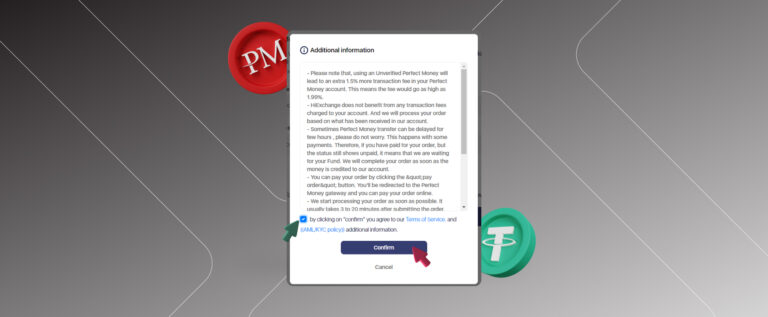 PM
Additional information
- Please note that, using an Unverified Perfect Money will
lead to an extra 1.5% more transaction fee in your Perfect
Money account. This means the fee would go as high as
1.99%.
- HiExchange does not benefit from any transaction fees
charged to your account. And we will process your order
based on what has been received in our account.
- Sometimes Perfect Money transfer can be delayed for
few hours , please do not worry. This happens with some
payments. Therefore, if you have paid for your order, but
the status still shows unpaid, it means that we are waiting
for your Fund. We will complete your order as soon as the
money is credited to our account.
- You can pay your order by clicking the &quot;pay
order&quot; button. You'll be redirected to the Perfect
Money gateway and you can pay your order online.
- We start processing your order as soon as possible. It
usually takes 3 to 20 minutes after submitting the order
by clicking on "confirm" you agree to our Terms of Service and
(AML/KYC policy) additional information.
Confirm
Cancel